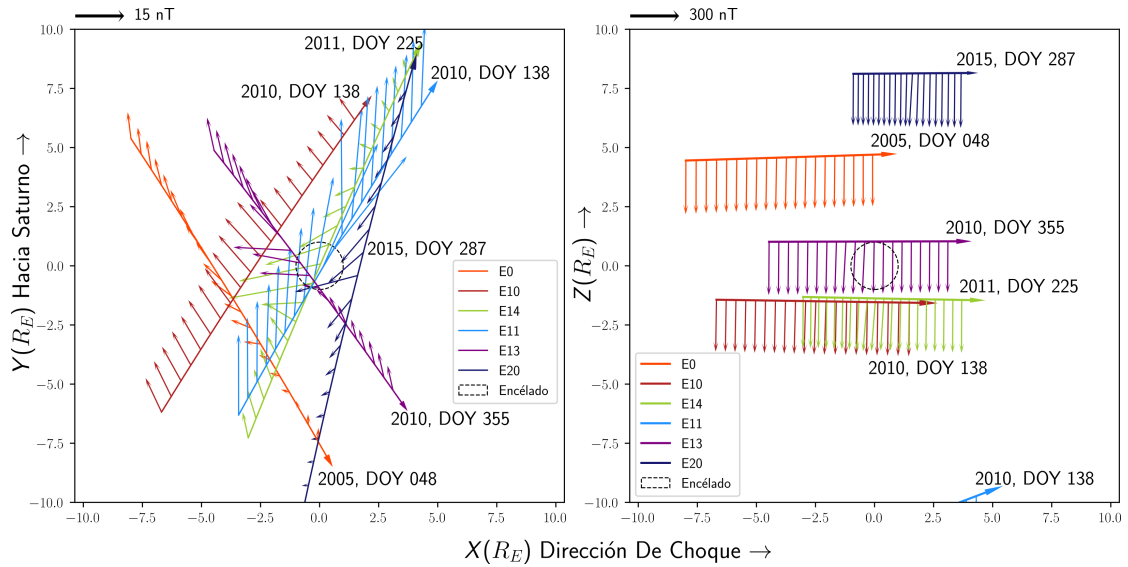 15 nT
300 nT
10.0
7.5
5.0
2.5
0.0
−2.5
−5.0
−7.5
−10.0
Y(R_E) Hacia Saturno →
2011, DOY 225
2010, DOY 138
2010, DOY 138
2015, DOY 287
2010, DOY 355
2005, DOY 048
E0
E10
E14
E11
E13
E20
Encélado
−10.0 −7.5 −5.0 −2.5 0.0 2.5 5.0 7.5 10.0
10.0
7.5
5.0
2.5
0.0
−2.5
−5.0
−7.5
−10.0
Z(R_E) →
2015, DOY 287
2005, DOY 048
2010, DOY 355
2011, DOY 225
2010, DOY 138
2010, DOY 138
E0
E10
E14
E11
E13
E20
Encélado
−10.0 −7.5 −5.0 −2.5 0.0 2.5 5.0 7.5 10.0
X(R_E) Dirección De Choque →